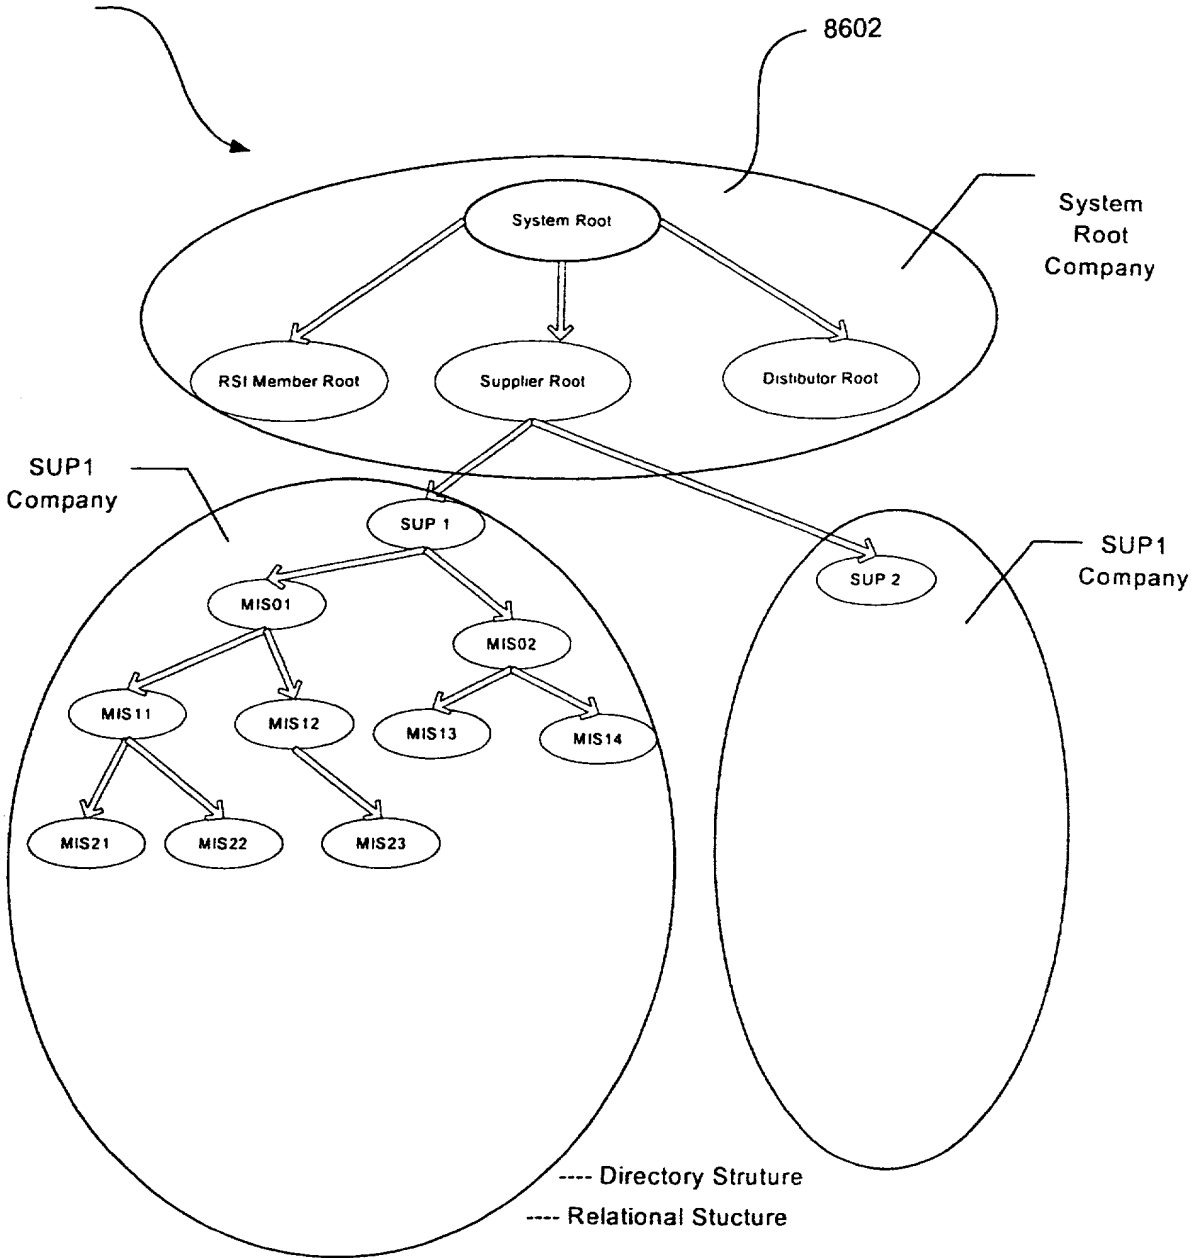 8602
System Root
System
Root
Company
RSI Member Root
Supplier Root
Distibutor Root
SUP1
Company
SUP 1
SUP 2
SUP1
Company
MIS01
MIS02
MIS11
MIS12
MIS13
MIS14
MIS21
MIS22
MIS23
---- Directory Struture
---- Relational Stucture